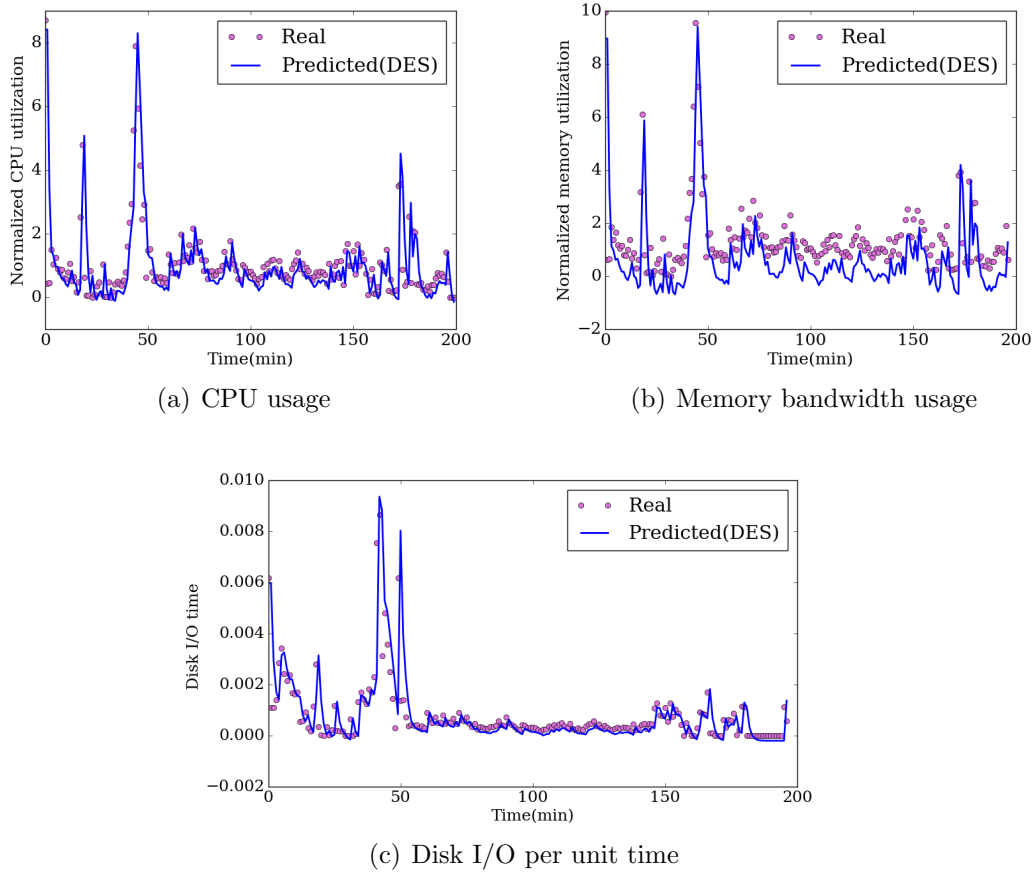 Normalized CPU utilization
8
6
4
2
0
0 50 100 150 200
Time(min)
Real
Predicted(DES)
(a) CPU usage
Normalized memory utilization
10
8
6
4
2
0
−2
0 50 100 150 200
Time(min)
Real
Predicted(DES)
(b) Memory bandwidth usage
Disk I/O time
0.010
0.008
0.006
0.004
0.002
0.000
−0.002
0 50 100 150 200
Time(min)
Real
Predicted(DES)
(c) Disk I/O per unit time